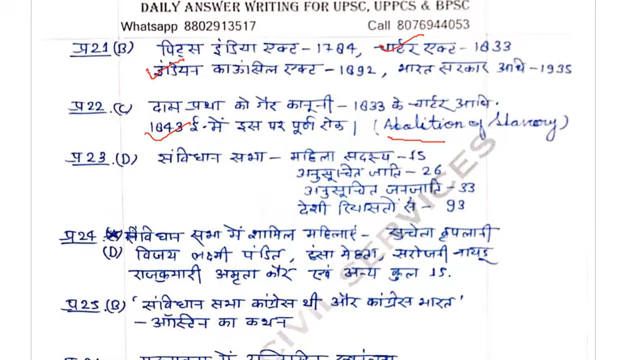 DAILY ANSWER WRITING FOR UPSC, UPPCS & BPSC
Whatsapp 8802913517 Call 8076944053
प्र21 (B) पिट्स इंडिया एक्ट - 1784, चार्टर एक्ट - 1833
इंडियन काउंसिल एक्ट - 1892, भारत सरकार अधि - 1935
प्र22 (C) दास प्रथा को गैर कानूनी - 1833 के चार्टर अधि.
1843 ई. में इस पर पूर्ण रोक। (Abolition of Slavery)
प्र23 (D) संविधान सभा - महिला सदस्य - 15
अनुसूचित जाति - 26
अनुसूचित जनजाति - 33
देशी रियासतों से - 93
प्र24 संविधान सभा में शामिल महिलाएं - सुचेता कृपलानी
(D) विजय लक्ष्मी पंडित, हंसा मेहता, सरोजनी नायडू
राजकुमारी अमृता कौर एवं अन्य कुल 15.
प्र25 (B) 'संविधान सभा कांग्रेस थी और कांग्रेस भारत'
- ऑस्टिन का कथन
CIVIL SERVICES